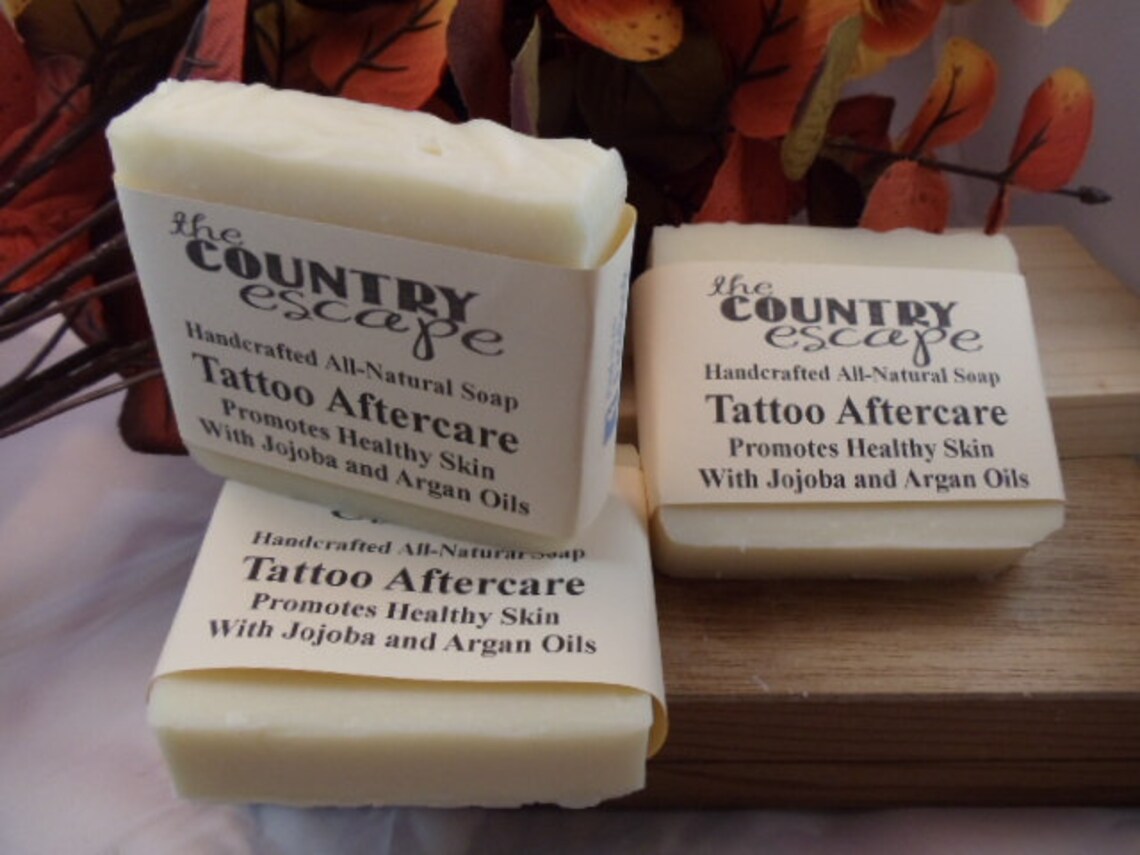 the
COUNTRY
escape
Handcrafted All-Natural Soap
Tattoo Aftercare
Promotes Healthy Skin
With Jojoba and Argan Oils
the
COUNTRY
escape
Handcrafted All-Natural Soap
Tattoo Aftercare
Promotes Healthy Skin
With Jojoba and Argan Oils
Handcrafted All-Natural Soap
Tattoo Aftercare
Promotes Healthy Skin
With Jojoba and Argan Oils